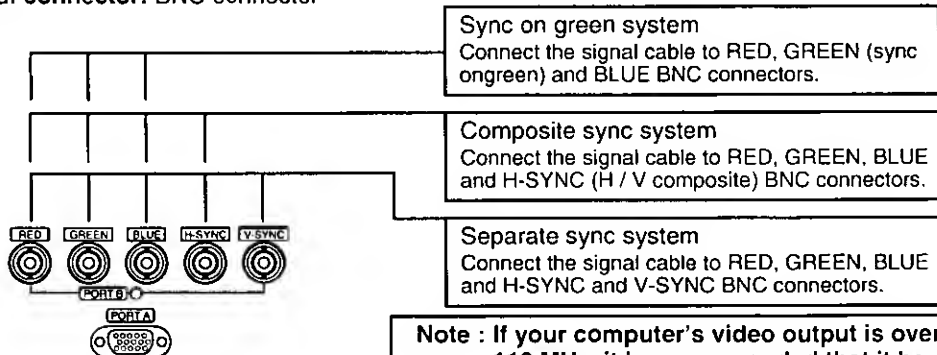 connector: BNC connector
Sync on green system
Connect the signal cable to RED, GREEN (sync
ongreen) and BLUE BNC connectors.
Composite sync system
Connect the signal cable to RED, GREEN, BLUE
and H-SYNC (H / V composite) BNC connectors.
Separate sync system
Connect the signal cable to RED, GREEN, BLUE
and H-SYNC and V-SYNC BNC connectors.
RED GREEN BLUE H-SYNC V-SYNC
PORT B
PORT A
Note : If your computer's video output is over